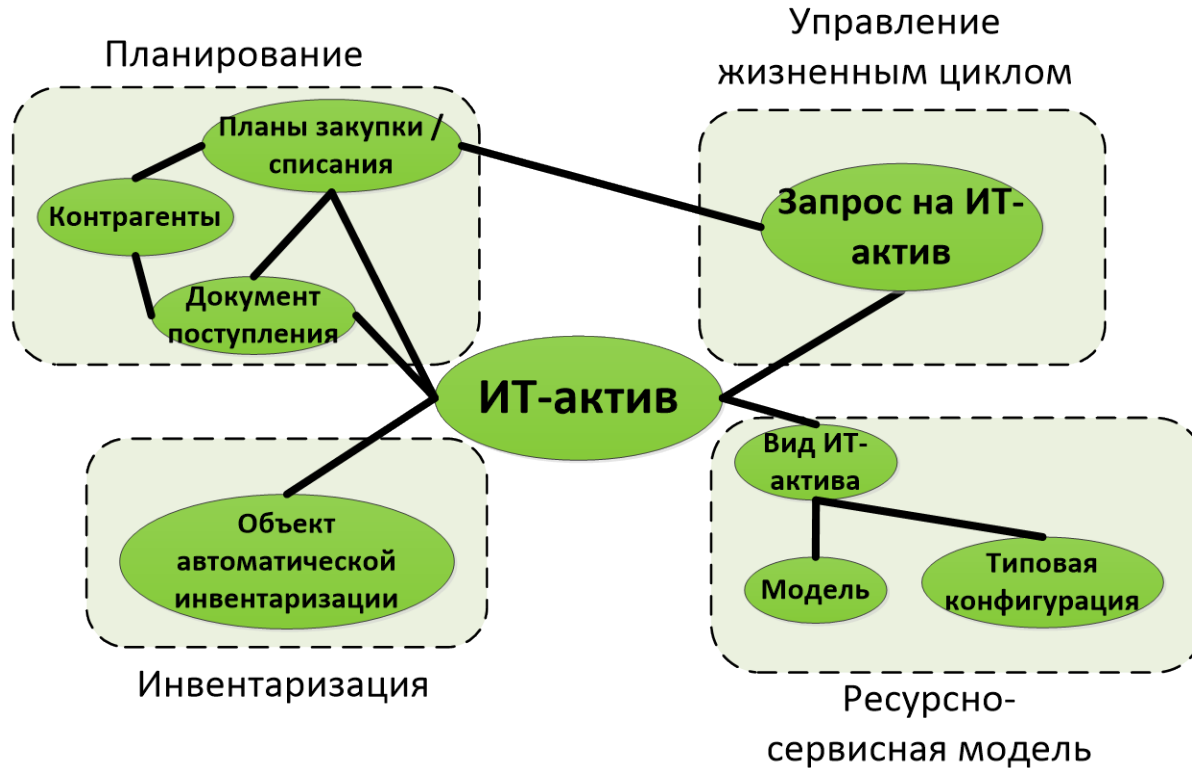 Планирование
Планы закупки /
списания
Контрагенты
Документ
поступления
Управление
жизненным циклом
Запрос на ИТ-
актив
ИТ-актив
Объект
автоматической
инвентаризации
Инвентаризация
Вид ИТ-
актива
Модель
Типовая
конфигурация
Ресурсно-
сервисная модель